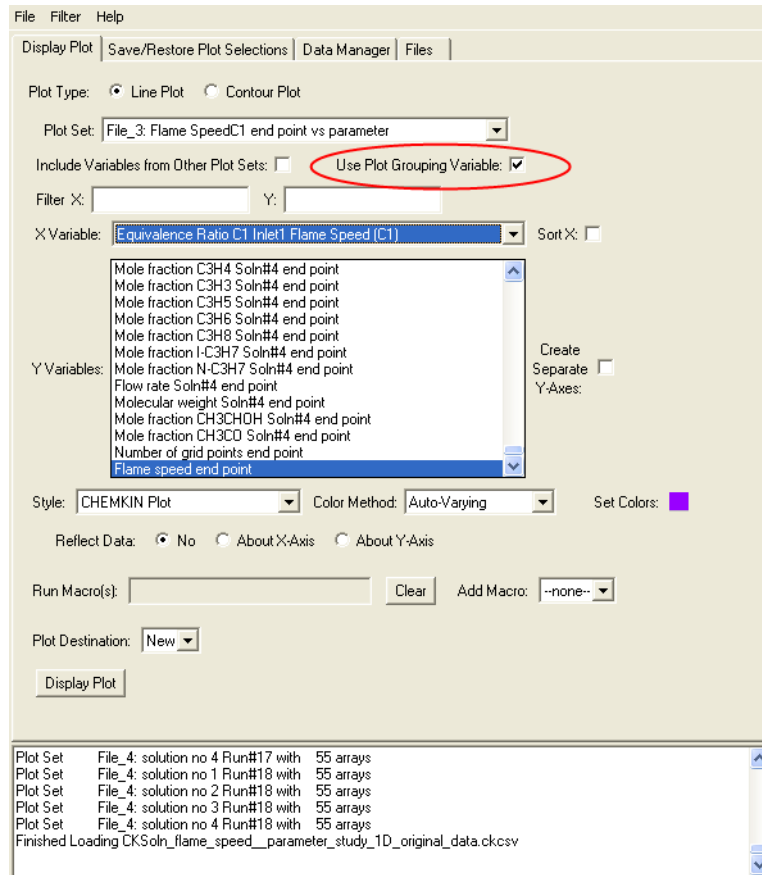 File Filter Help
Display Plot Save/Restore Plot Selections Data Manager Files
Plot Type: Line Plot Contour Plot
Plot Set: File_3: Flame SpeedC1 end point vs parameter
Include Variables from Other Plot Sets: Use Plot Grouping Variable:
Filter X: Y:
X Variable: Equivalence Ratio C1 Inlet1 Flame Speed (C1) Sort X:
Mole fraction C3H4 Soln#4 end point
Mole fraction C3H3 Soln#4 end point
Mole fraction C3H5 Soln#4 end point
Mole fraction C3H6 Soln#4 end point
Mole fraction C3H8 Soln#4 end point
Mole fraction I-C3H7 Soln#4 end point
Y Variables: Mole fraction N-C3H7 Soln#4 end point
Flow rate Soln#4 end point
Molecular weight Soln#4 end point
Mole fraction CH3CHOH Soln#4 end point
Mole fraction CH3CO Soln#4 end point
Number of grid points end point
Flame speed end point
Create
Separate
Y-Axes:
Style: CHEMKIN Plot Color Method: Auto-Varying Set Colors:
Reflect Data: No About X-Axis About Y-Axis
Run Macro(s): Clear Add Macro: --none--
Plot Destination: New
Display Plot
Plot Set File_4: solution no 4 Run#17 with 55 arrays
Plot Set File_4: solution no 1 Run#18 with 55 arrays
Plot Set File_4: solution no 2 Run#18 with 55 arrays
Plot Set File_4: solution no 3 Run#18 with 55 arrays
Plot Set File_4: solution no 4 Run#18 with 55 arrays
Finished Loading CKSoln_flame_speed__parameter_study_1D_original_data.ckcsv